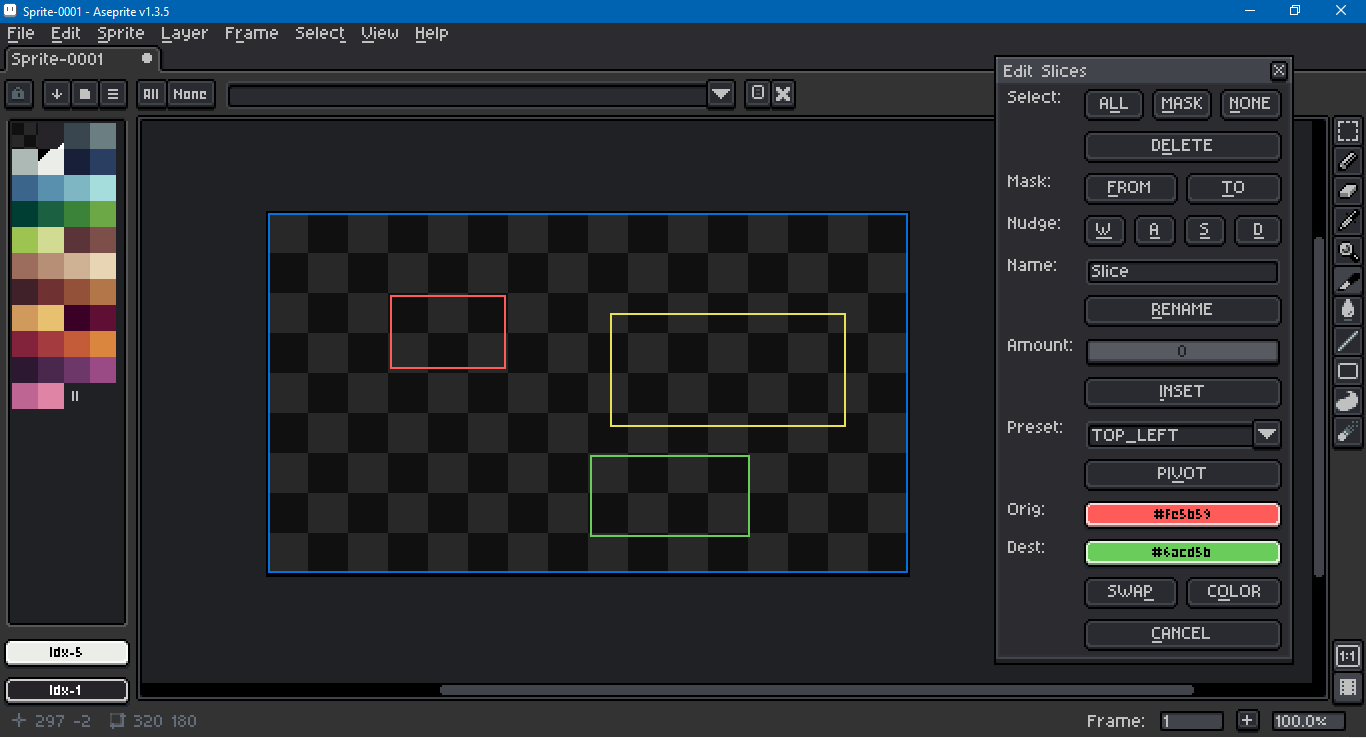 Sprite-0001 - Aseprite v1.3.5
File Edit Sprite Layer Frame Select View Help
Sprite-0001
All None
Edit Slices
Select: ALL MASK NONE
DELETE
Mask: FROM TO
Nudge: W A S D
Name: Slice
RENAME
Amount: 0
INSET
Preset: TOP_LEFT
PIVOT
Orig: #fc5b59
Dest: #6acd5b
SWAP COLOR
CANCEL
Idx-5
Idx-1
1:1
297 -2 320 180
Frame: 1 + 100.0%